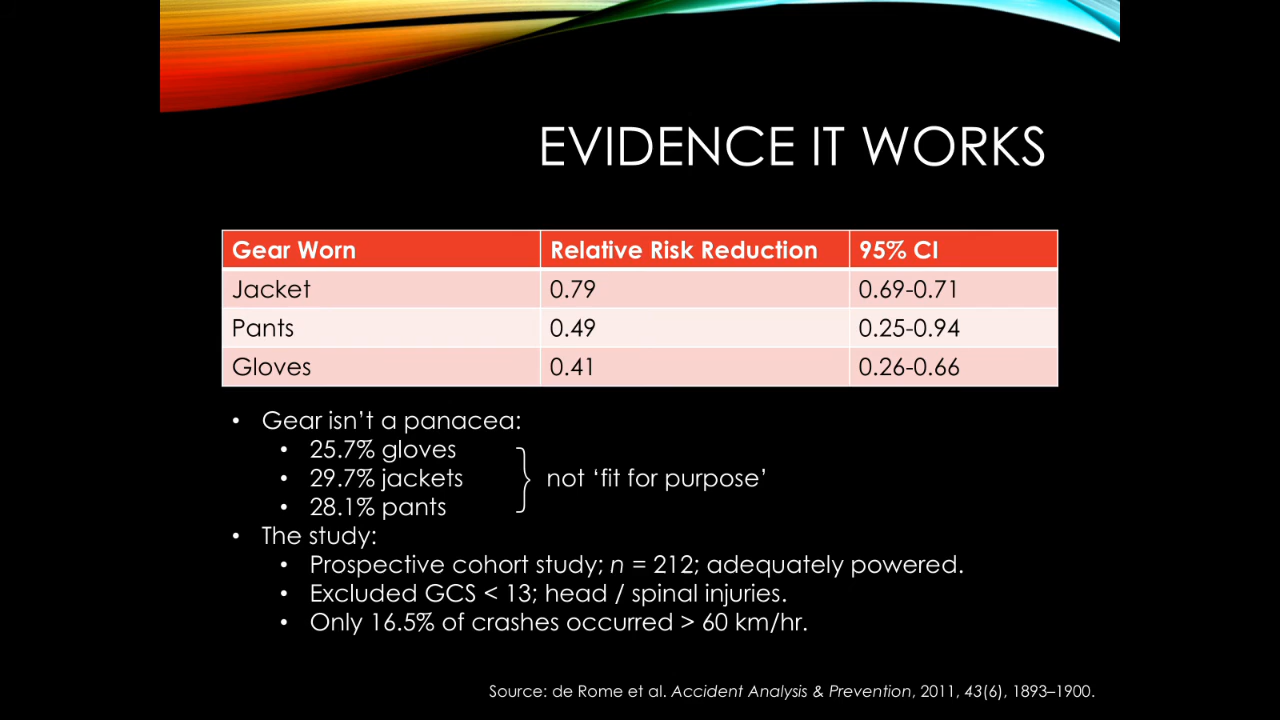 EVIDENCE IT WORKS
Gear Worn Relative Risk Reduction 95% CI
Jacket 0.79 0.69-0.71
Pants 0.49 0.25-0.94
Gloves 0.41 0.26-0.66
• Gear isn’t a panacea:
• 25.7% gloves
• 29.7% jackets not ‘fit for purpose’
• 28.1% pants
• The study:
• Prospective cohort study; n = 212; adequately powered.
• Excluded GCS < 13; head / spinal injuries.
• Only 16.5% of crashes occurred > 60 km/hr.
Source: de Rome et al. Accident Analysis & Prevention, 2011, 43(6), 1893–1900.